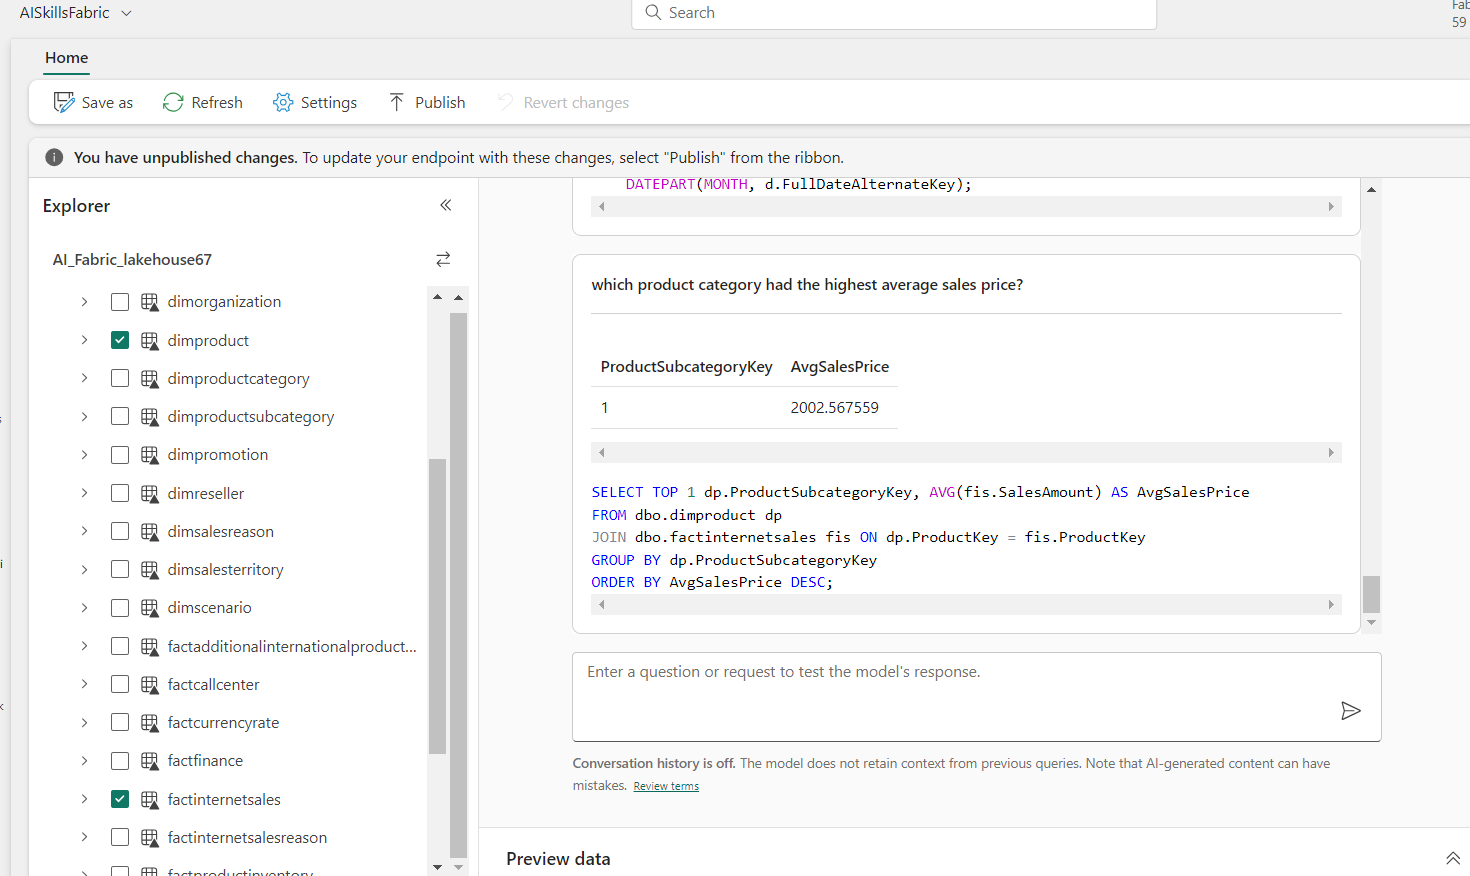 AISkillsFabric
Search
Fab
59
Home
Save as
Refresh
Settings
Publish
Revert changes
You have unpublished changes. To update your endpoint with these changes, select "Publish" from the ribbon.
Explorer
AI_Fabric_lakehouse67
dimorganization
dimproduct
dimproductcategory
dimproductsubcategory
dimpromotion
dimreseller
dimsalesreason
dimsalesterritory
dimscenario
factadditionalinternationalproduct...
factcallcenter
factcurrencyrate
factfinance
factinternetsales
factinternetsalesreason
factproductinventory
DATEPART(MONTH, d.FullDateAlternateKey);
which product category had the highest average sales price?
ProductSubcategoryKey AvgSalesPrice
1 2002.567559
SELECT TOP 1 dp.ProductSubcategoryKey, AVG(fis.SalesAmount) AS AvgSalesPrice
FROM dbo.dimproduct dp
JOIN dbo.factinternetsales fis ON dp.ProductKey = fis.ProductKey
GROUP BY dp.ProductSubcategoryKey
ORDER BY AvgSalesPrice DESC;
Enter a question or request to test the model's response.
Conversation history is off. The model does not retain context from previous queries. Note that AI-generated content can have
mistakes. Review terms
Preview data